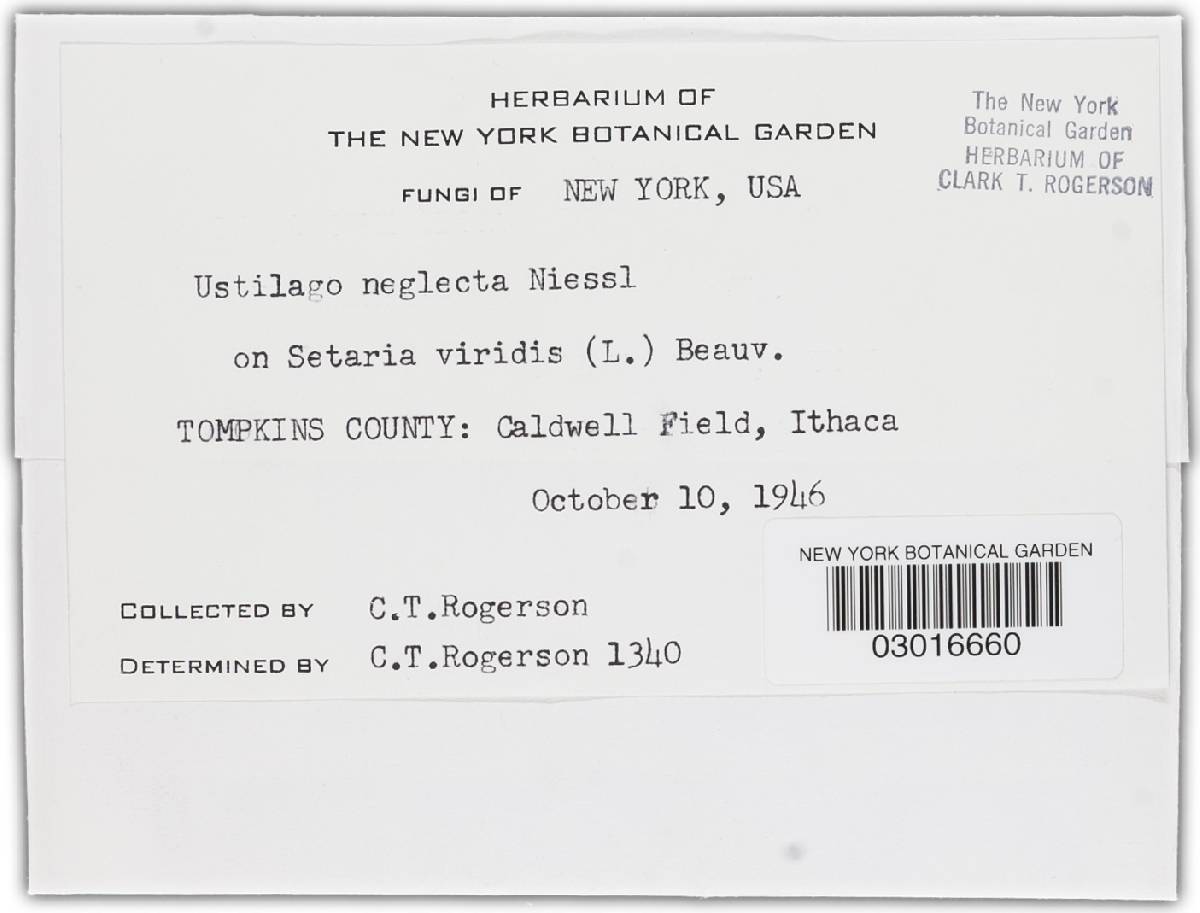 HERBARIUM OF
THE NEW YORK BOTANICAL GARDEN
FUNGI OF NEW YORK, USA
The New York
Botanical Garden
HERBARIUM OF
CLARK T. ROGERSON
Ustilago neglecta Niessl
on Setaria viridis (L.) Beauv.
TOMPKINS COUNTY: Caldwell Field, Ithaca
October 10, 1946
NEW YORK BOTANICAL GARDEN
03016660
COLLECTED BY C.T.Rogerson
DETERMINED BY C.T.Rogerson 1340